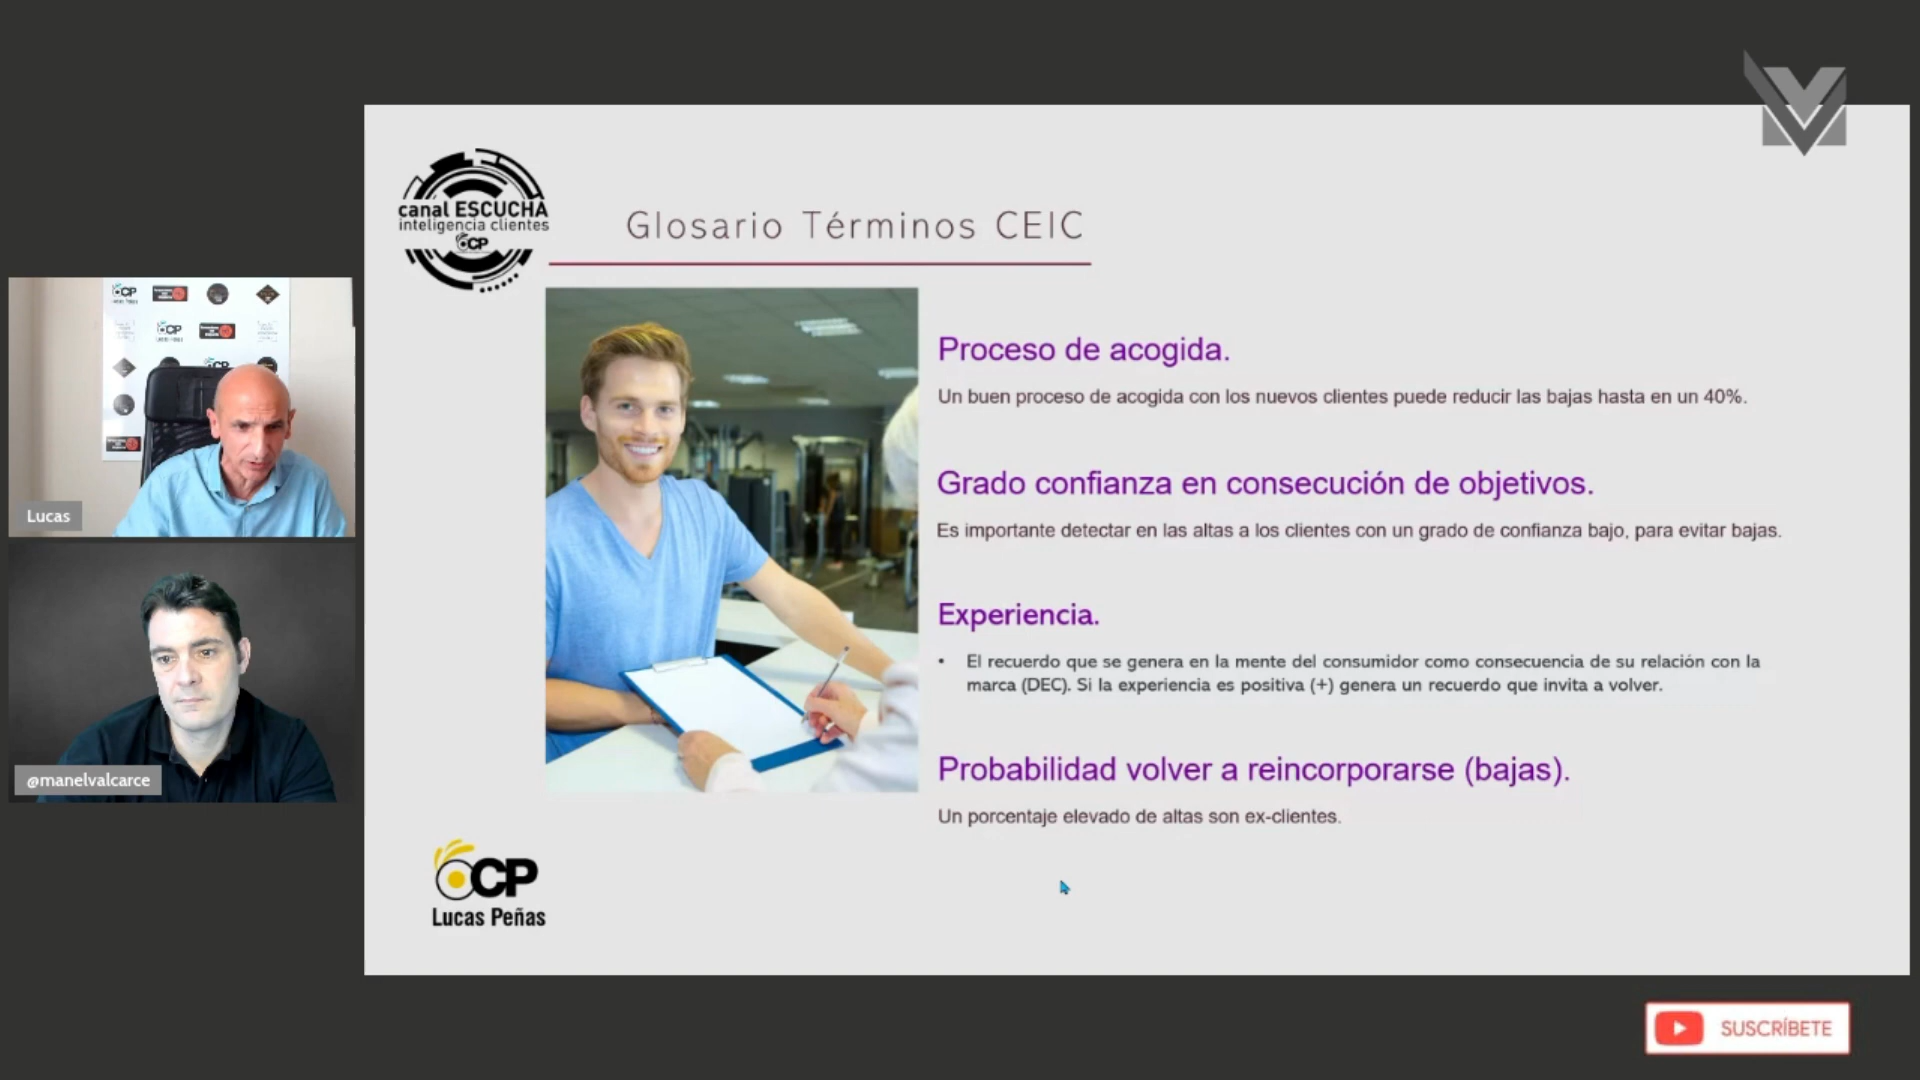 canal ESCUCHA
inteligencia clientes
CP
Glosario Términos CEIC
Proceso de acogida.
Un buen proceso de acogida con los nuevos clientes puede reducir las bajas hasta en un 40%.
Grado confianza en consecución de objetivos.
Es importante detectar en las altas a los clientes con un grado de confianza bajo, para evitar bajas.
Experiencia.
• El recuerdo que se genera en la mente del consumidor como consecuencia de su relación con la
marca (DEC). Si la experiencia es positiva (+) genera un recuerdo que invita a volver.
Probabilidad volver a reincorporarse (bajas).
Un porcentaje elevado de altas son ex-clientes.
CP
Lucas Peñas
CP
CP
Lucas
@manelvalcarce
SUSCRÍBETE